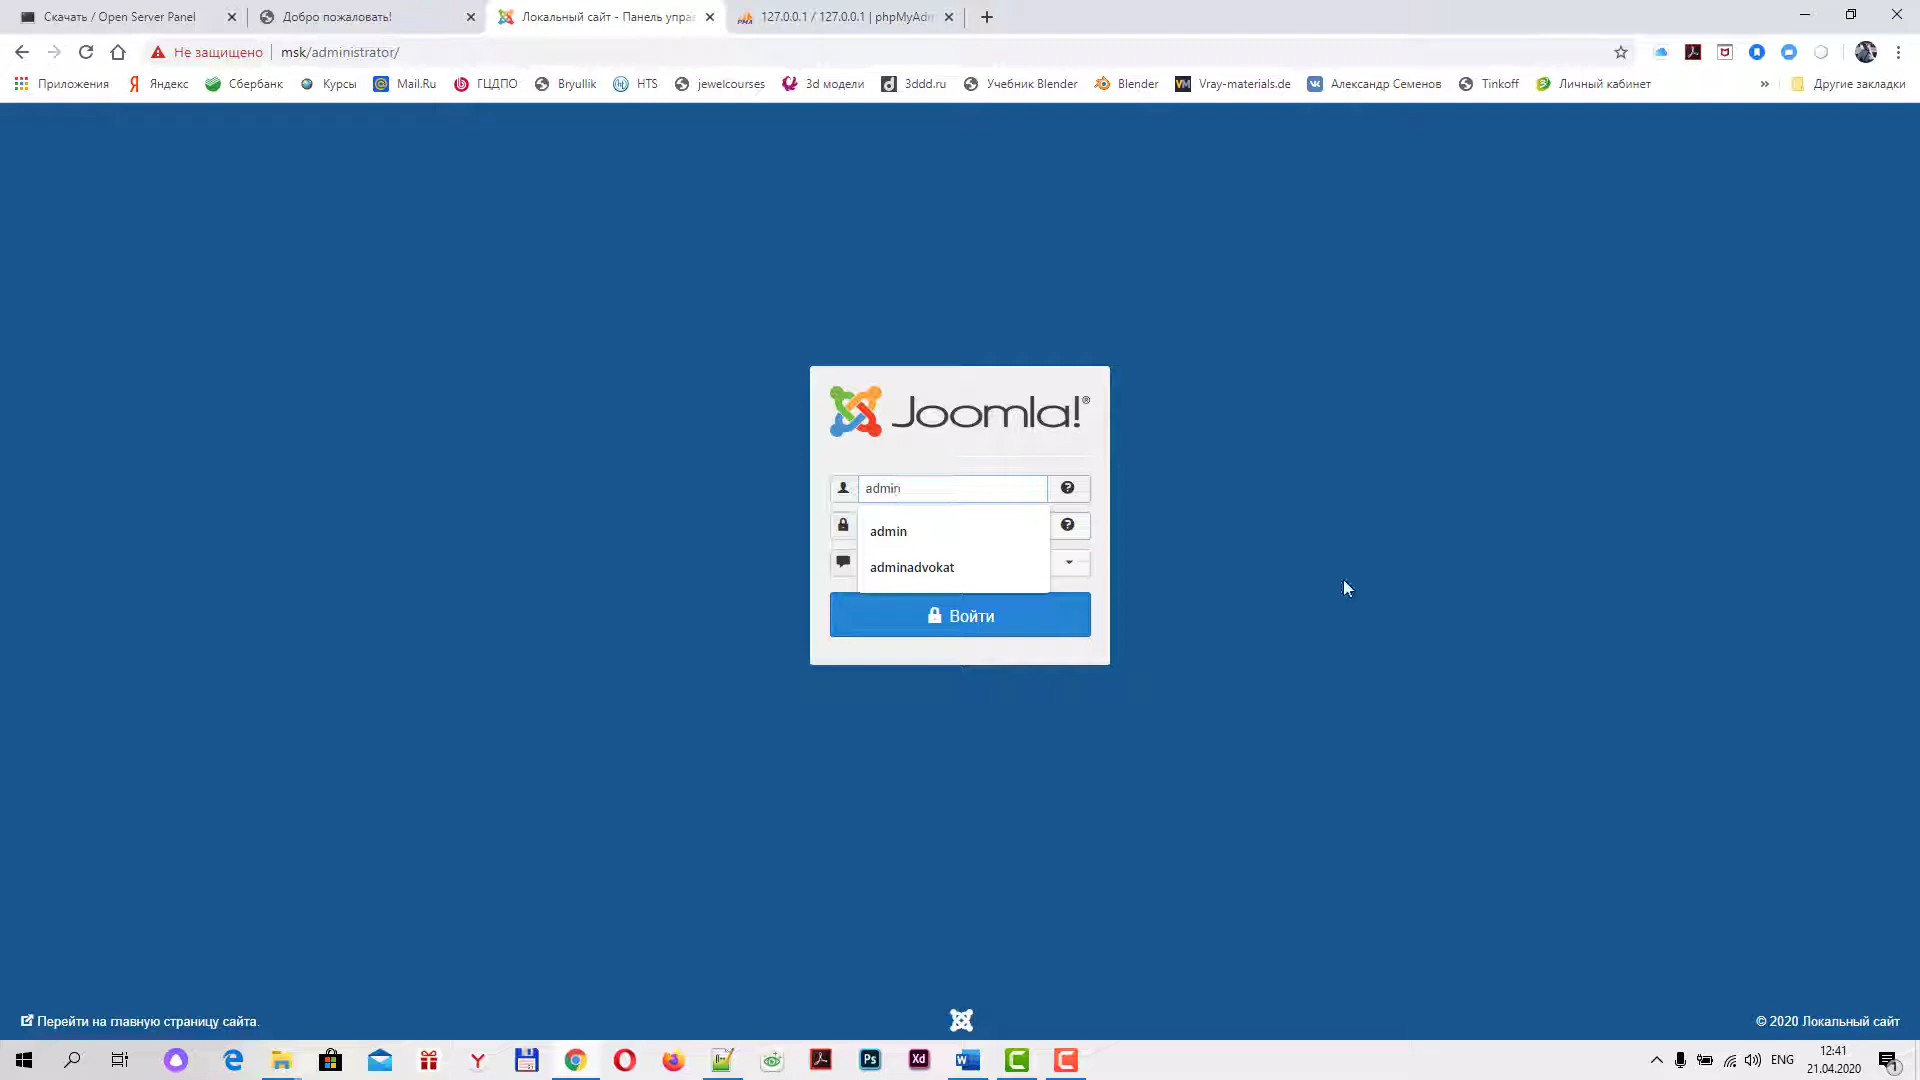 Скачать / Open Server Panel
Добро пожаловать!
Локальный сайт - Панель упра
127.0.0.1 / 127.0.0.1 | phpMyAdm
Не защищено
msk/administrator/
Приложения
Яндекс
Сбербанк
Курсы
Mail.Ru
ГЦДПО
Bryullik
HTS
jewelcourses
3d модели
3ddd.ru
Учебник Blender
Blender
Vray-materials.de
Александр Семенов
Tinkoff
Личный кабинет
»
Другие закладки
Joomla!®
admin
admin
adminadvokat
Войти
Перейти на главную страницу сайта.
© 2020 Локальный сайт
ENG
12:41
21.04.2020